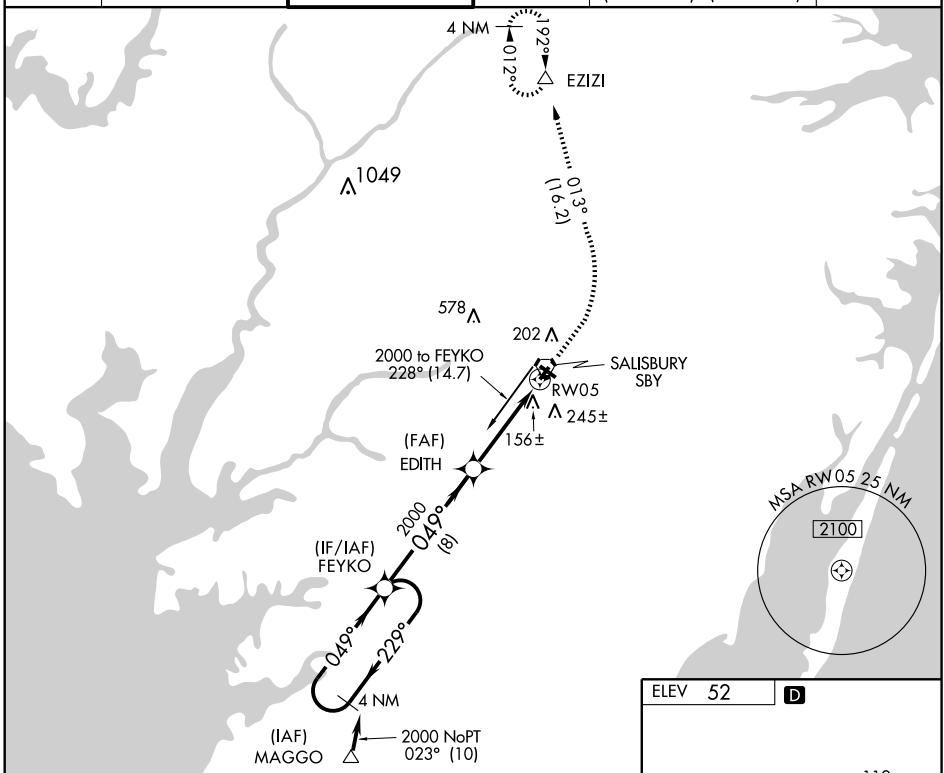 4 NM
012°
192°
EZIZI
1049
013°
(16.2)
578
202
2000 to FEYKO
228° (14.7)
SALISBURY
SBY
RW05
245±
156±
(FAF)
EDITH
2000
049°
(8)
(IF/IAF)
FEYKO
MSA RW05 25 NM
2100
049°
229°
4 NM
(IAF)
MAGGO
2000 NoPT
023° (10)
ELEV 52
D